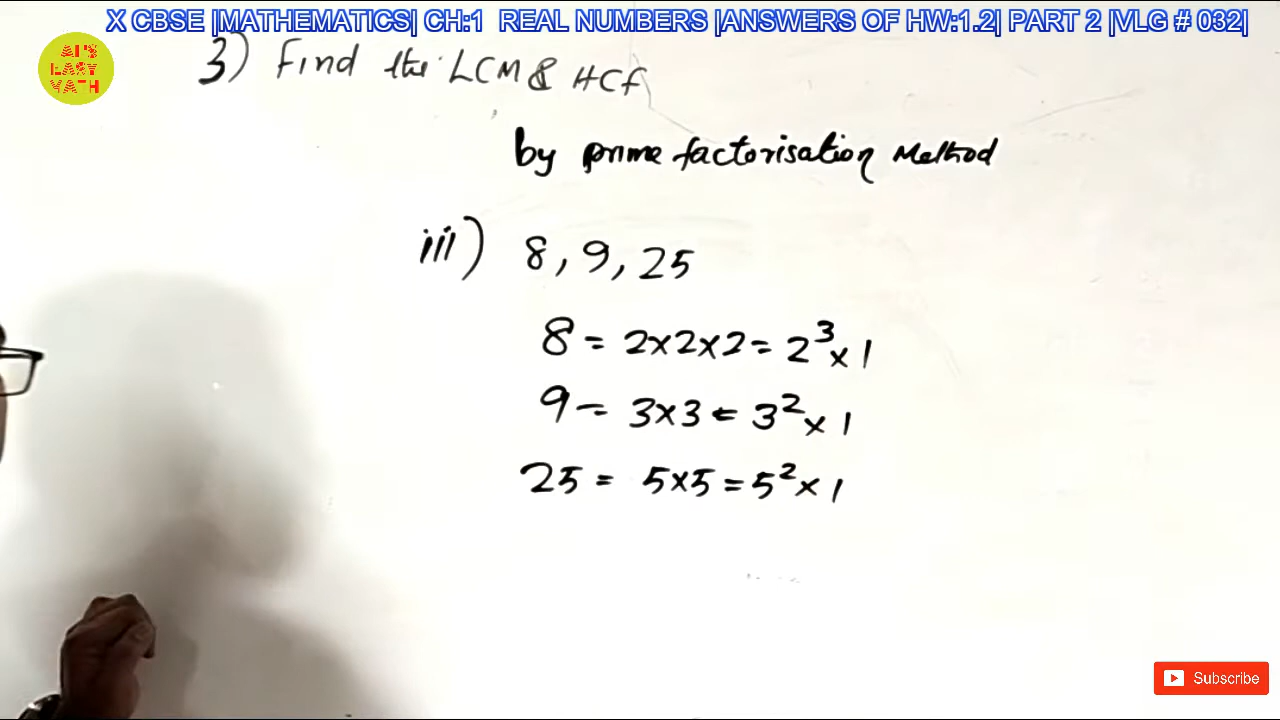 X CBSE |MATHEMATICS| CH:1 REAL NUMBERS |ANSWERS OF HW:1.2| PART 2 |VLG # 032|
AI'S
EASY
MATH
3) Find the LCM & HCF
by prime factorisation Method
iii) 8, 9, 25
8 = 2x2x2 = 2³x1
9 = 3x3 = 3²x1
25 = 5x5 = 5²x1
Subscribe